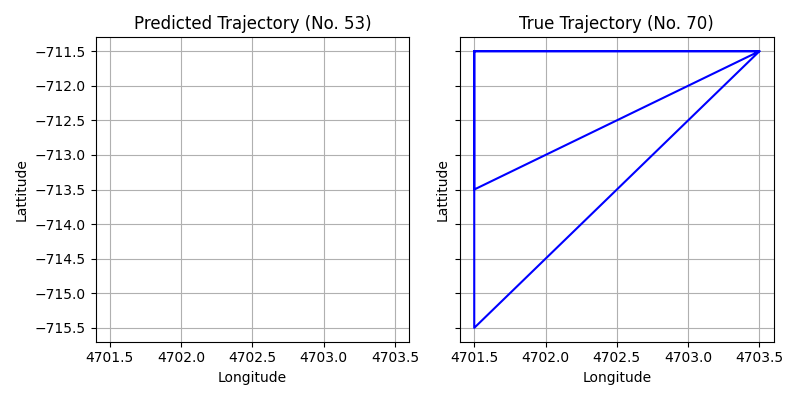 Predicted Trajectory (No. 53)
True Trajectory (No. 70)
−711.5
−712.0
−712.5
−713.0
−713.5
−714.0
−714.5
−715.0
−715.5
Lattitude
4701.5 4702.0 4702.5 4703.0 4703.5
Longitude
Lattitude
4701.5 4702.0 4702.5 4703.0 4703.5
Longitude